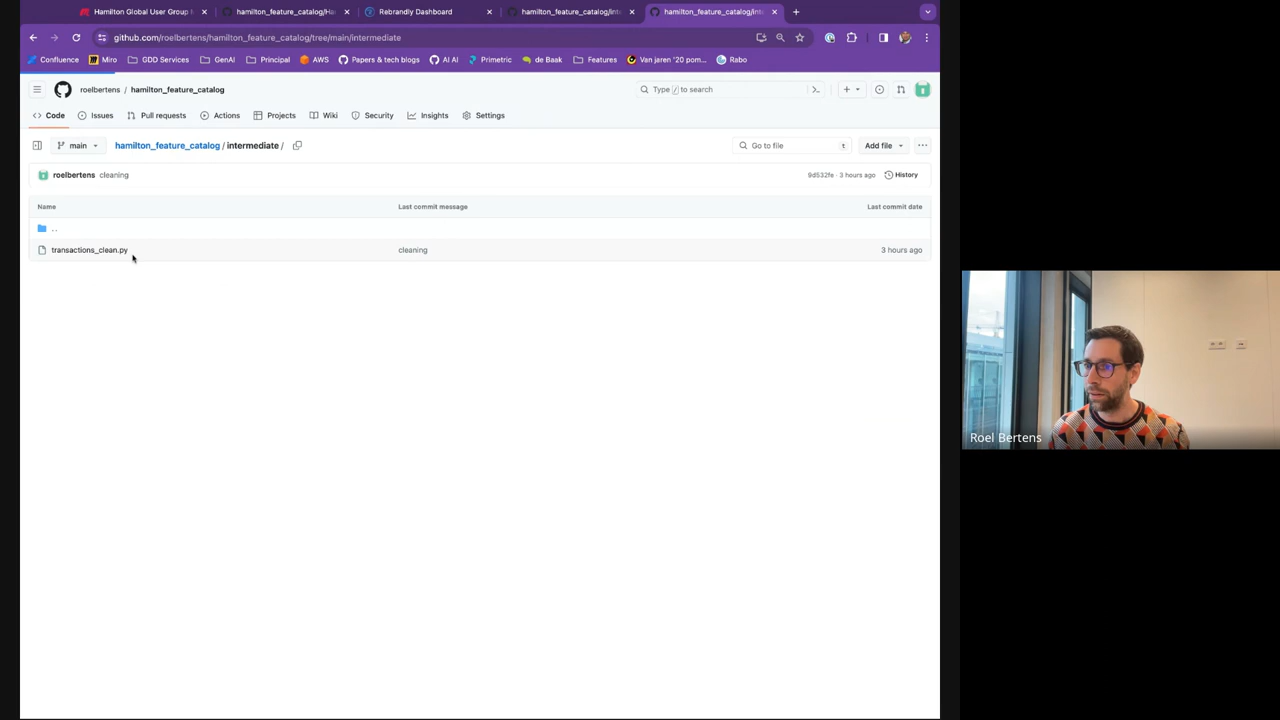 Hamilton Global User Group M
hamilton_feature_catalog/Ha
Rebrandly Dashboard
hamilton_feature_catalog/inte
hamilton_feature_catalog/inte
github.com/roelbertens/hamilton_feature_catalog/tree/main/intermediate
Confluence Miro GDD Services GenAI Principal AWS Papers & tech blogs AI AI Primetric de Baak Features Van jaren '20 pom... Rabo
roelbertens / hamilton_feature_catalog
Type / to search
Code Issues Pull requests Actions Projects Wiki Security Insights Settings
main hamilton_feature_catalog / intermediate / Go to file t Add file
roelbertens cleaning 9d532fe · 3 hours ago History
Name Last commit message Last commit date
..
transactions_clean.py cleaning 3 hours ago
Roel Bertens